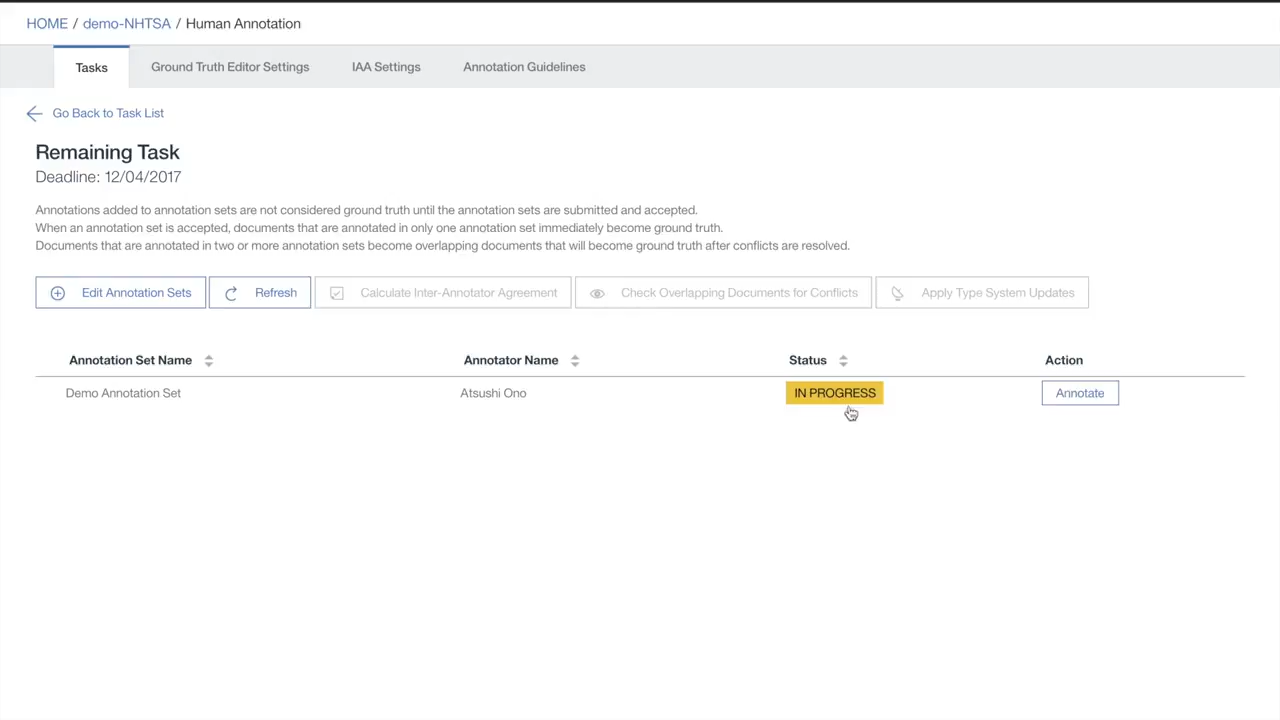 HOME / demo-NHTSA / Human Annotation
Tasks Ground Truth Editor Settings IAA Settings Annotation Guidelines
Go Back to Task List
Remaining Task
Deadline: 12/04/2017
Annotations added to annotation sets are not considered ground truth until the annotation sets are submitted and accepted.
When an annotation set is accepted, documents that are annotated in only one annotation set immediately become ground truth.
Documents that are annotated in two or more annotation sets become overlapping documents that will become ground truth after conflicts are resolved.
Edit Annotation Sets Refresh Calculate Inter-Annotator Agreement Check Overlapping Documents for Conflicts Apply Type System Updates
Annotation Set Name Annotator Name Status Action
Demo Annotation Set Atsushi Ono IN PROGRESS Annotate